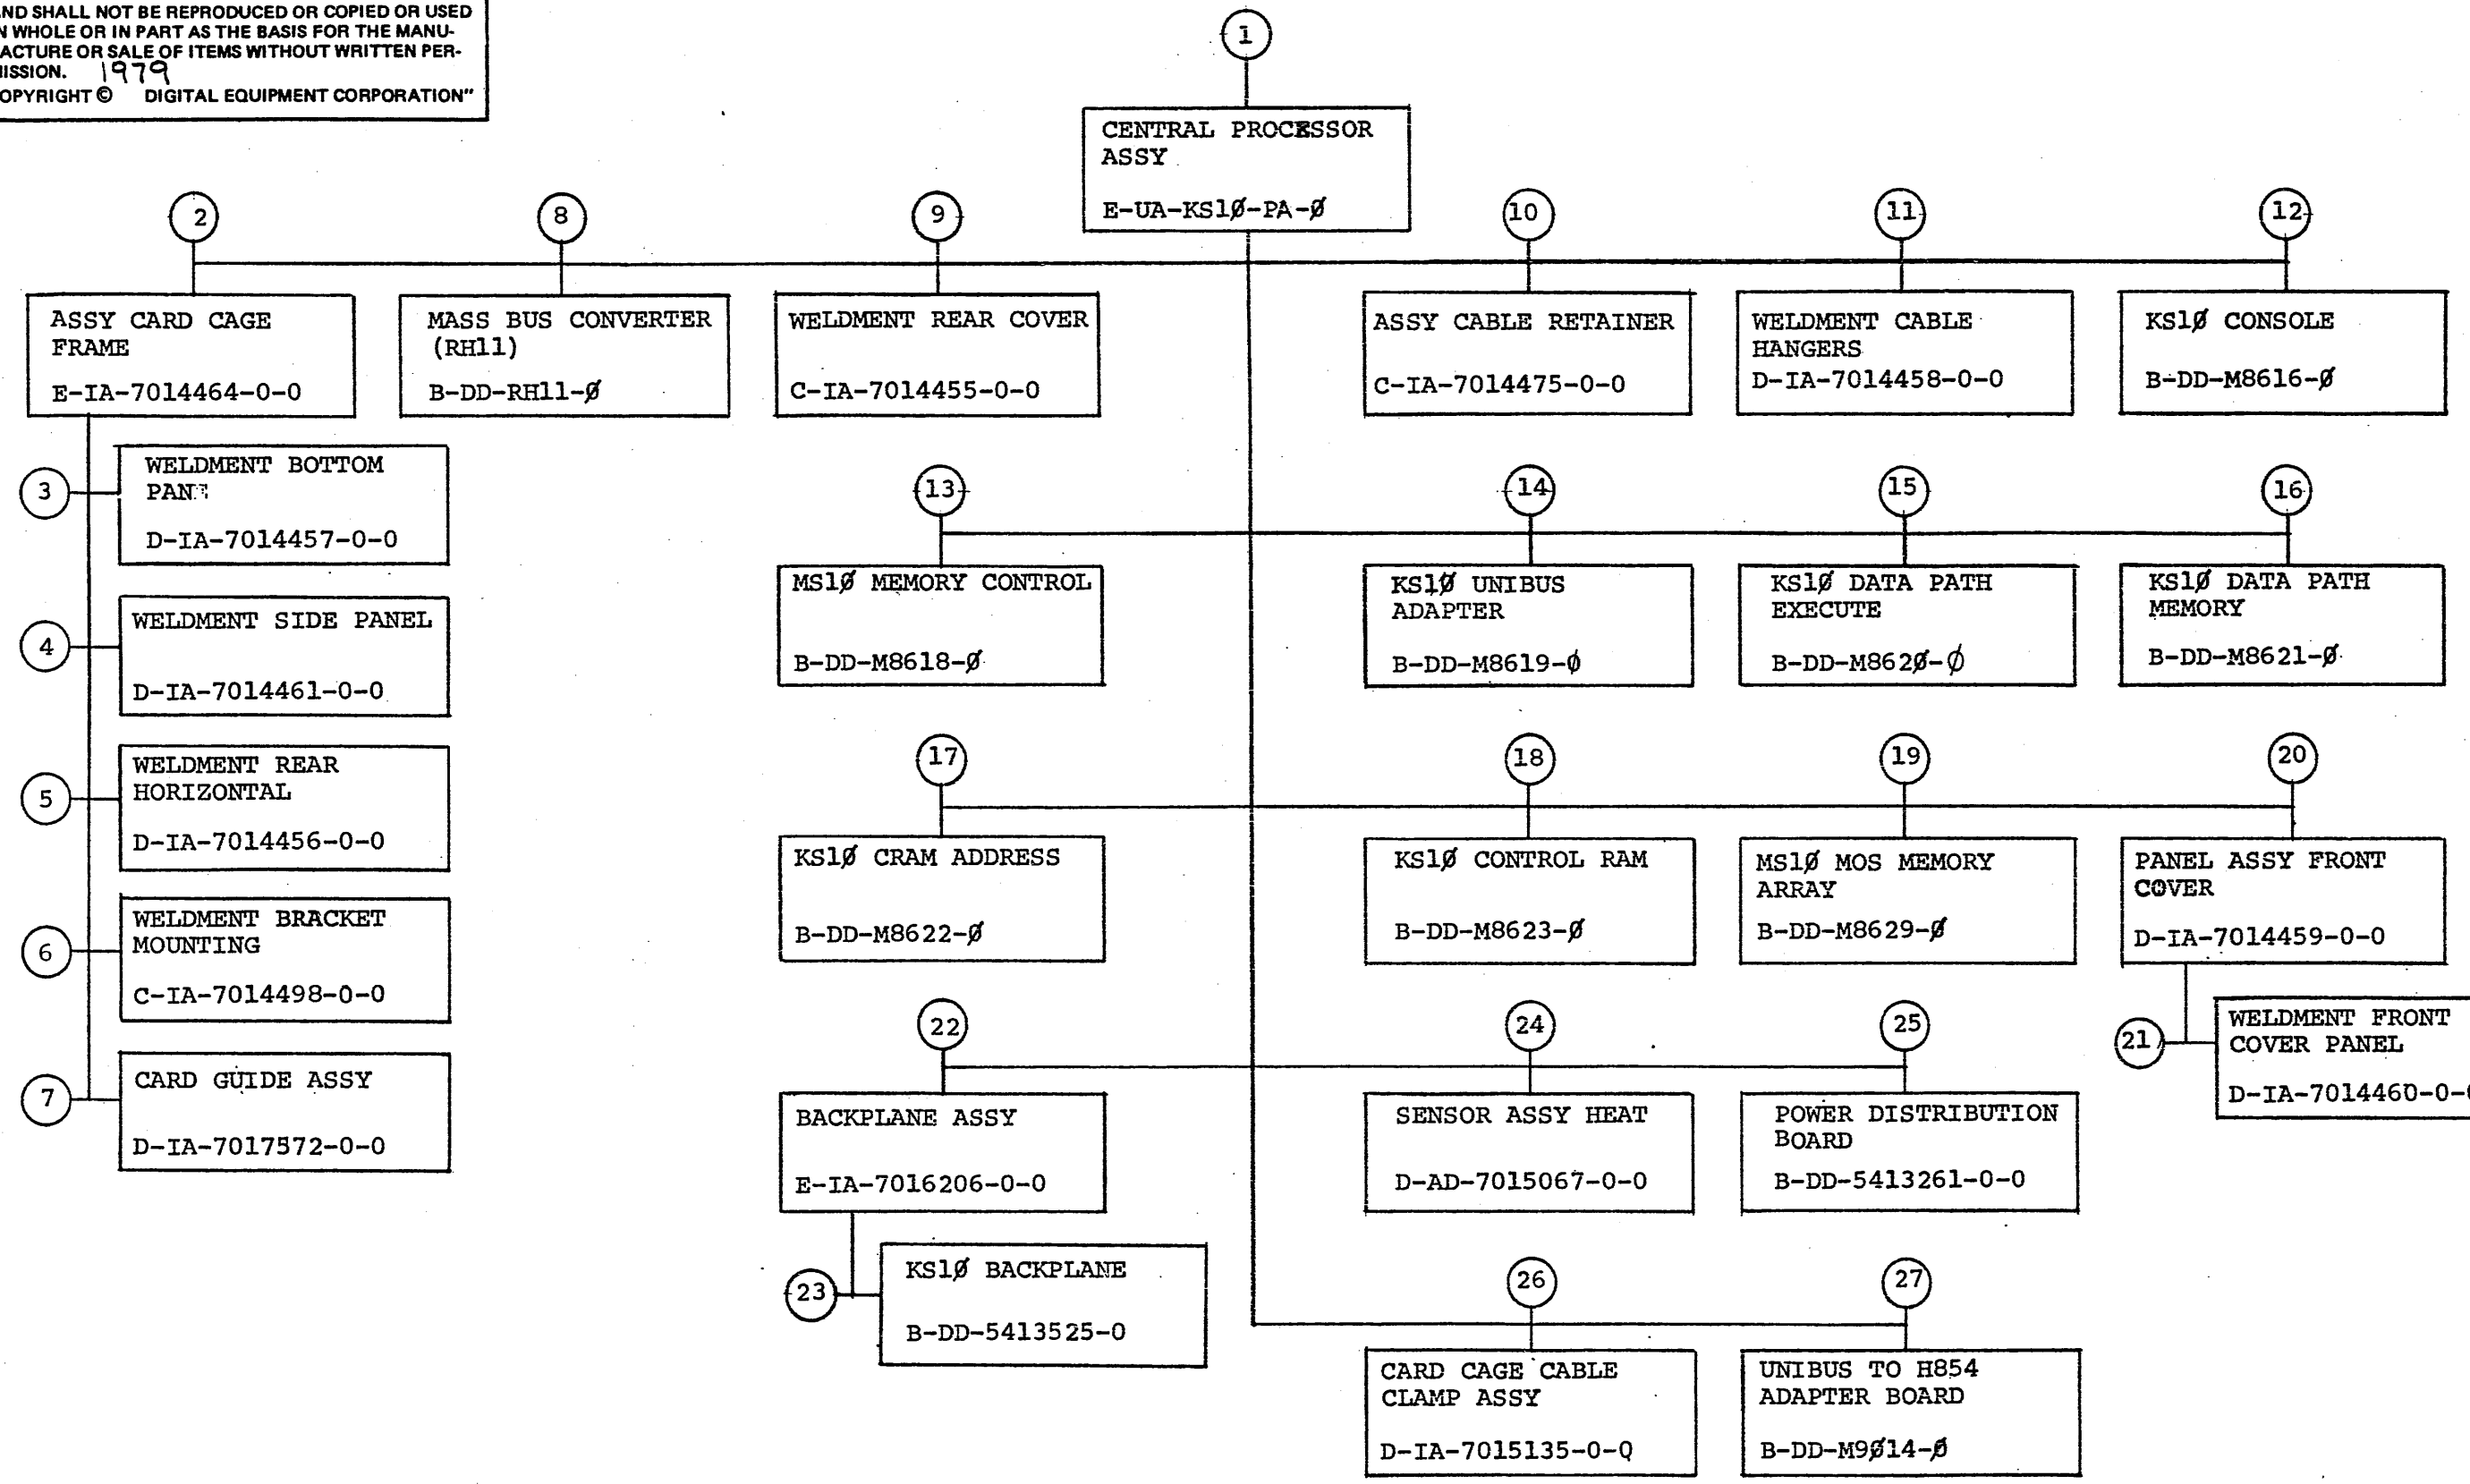 AND SHALL NOT BE REPRODUCED OR COPIED OR USED
IN WHOLE OR IN PART AS THE BASIS FOR THE MANU-
FACTURE OR SALE OF ITEMS WITHOUT WRITTEN PER-
MISSION. 1979
COPYRIGHT © DIGITAL EQUIPMENT CORPORATION"
1
CENTRAL PROCESSOR
ASSY
E-UA-KS1Ø-PA-Ø
2
8
9
10
11
12
ASSY CARD CAGE
FRAME
E-IA-7014464-0-0
MASS BUS CONVERTER
(RH11)
B-DD-RH11-Ø
WELDMENT REAR COVER
C-IA-7014455-0-0
ASSY CABLE RETAINER
C-IA-7014475-0-0
WELDMENT CABLE
HANGERS
D-IA-7014458-0-0
KS1Ø CONSOLE
B-DD-M8616-Ø
3
WELDMENT BOTTOM
PAN
D-IA-7014457-0-0
4
WELDMENT SIDE PANEL
D-IA-7014461-0-0
5
WELDMENT REAR
HORIZONTAL
D-IA-7014456-0-0
6
WELDMENT BRACKET
MOUNTING
C-IA-7014498-0-0
7
CARD GUIDE ASSY
D-IA-7017572-0-0
13
14
15
16
MS1Ø MEMORY CONTROL
B-DD-M8618-Ø
KS1Ø UNIBUS
ADAPTER
B-DD-M8619-Ø
KS1Ø DATA PATH
EXECUTE
B-DD-M862Ø-Ø
KS1Ø DATA PATH
MEMORY
B-DD-M8621-Ø
17
18
19
20
KS1Ø CRAM ADDRESS
B-DD-M8622-Ø
KS1Ø CONTROL RAM
B-DD-M8623-Ø
MS1Ø MOS MEMORY
ARRAY
B-DD-M8629-Ø
PANEL ASSY FRONT
COVER
D-IA-7014459-0-0
21
WELDMENT FRONT
COVER PANEL
D-IA-7014460-0-0
22
24
25
BACKPLANE ASSY
E-IA-7016206-0-0
SENSOR ASSY HEAT
D-AD-7015067-0-0
POWER DISTRIBUTION
BOARD
B-DD-5413261-0-0
23
KS1Ø BACKPLANE
B-DD-5413525-0
26
27
CARD CAGE CABLE
CLAMP ASSY
D-IA-7015135-0-Q
UNIBUS TO H854
ADAPTER BOARD
B-DD-M9Ø14-Ø